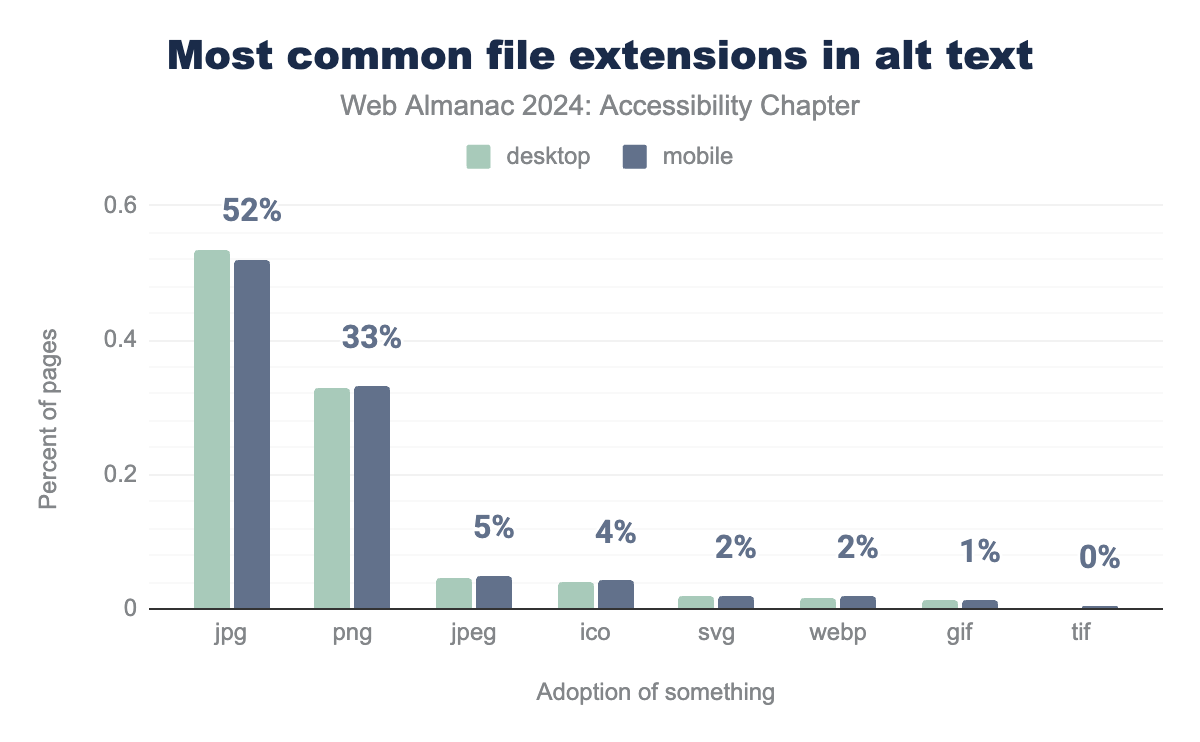 Most common file extensions in alt text
Web Almanac 2024: Accessibility Chapter
desktop mobile
Percent of pages
0.6
0.4
0.2
0
52%
33%
5%
4%
2%
2%
1%
0%
jpg png jpeg ico svg webp gif tif
Adoption of something